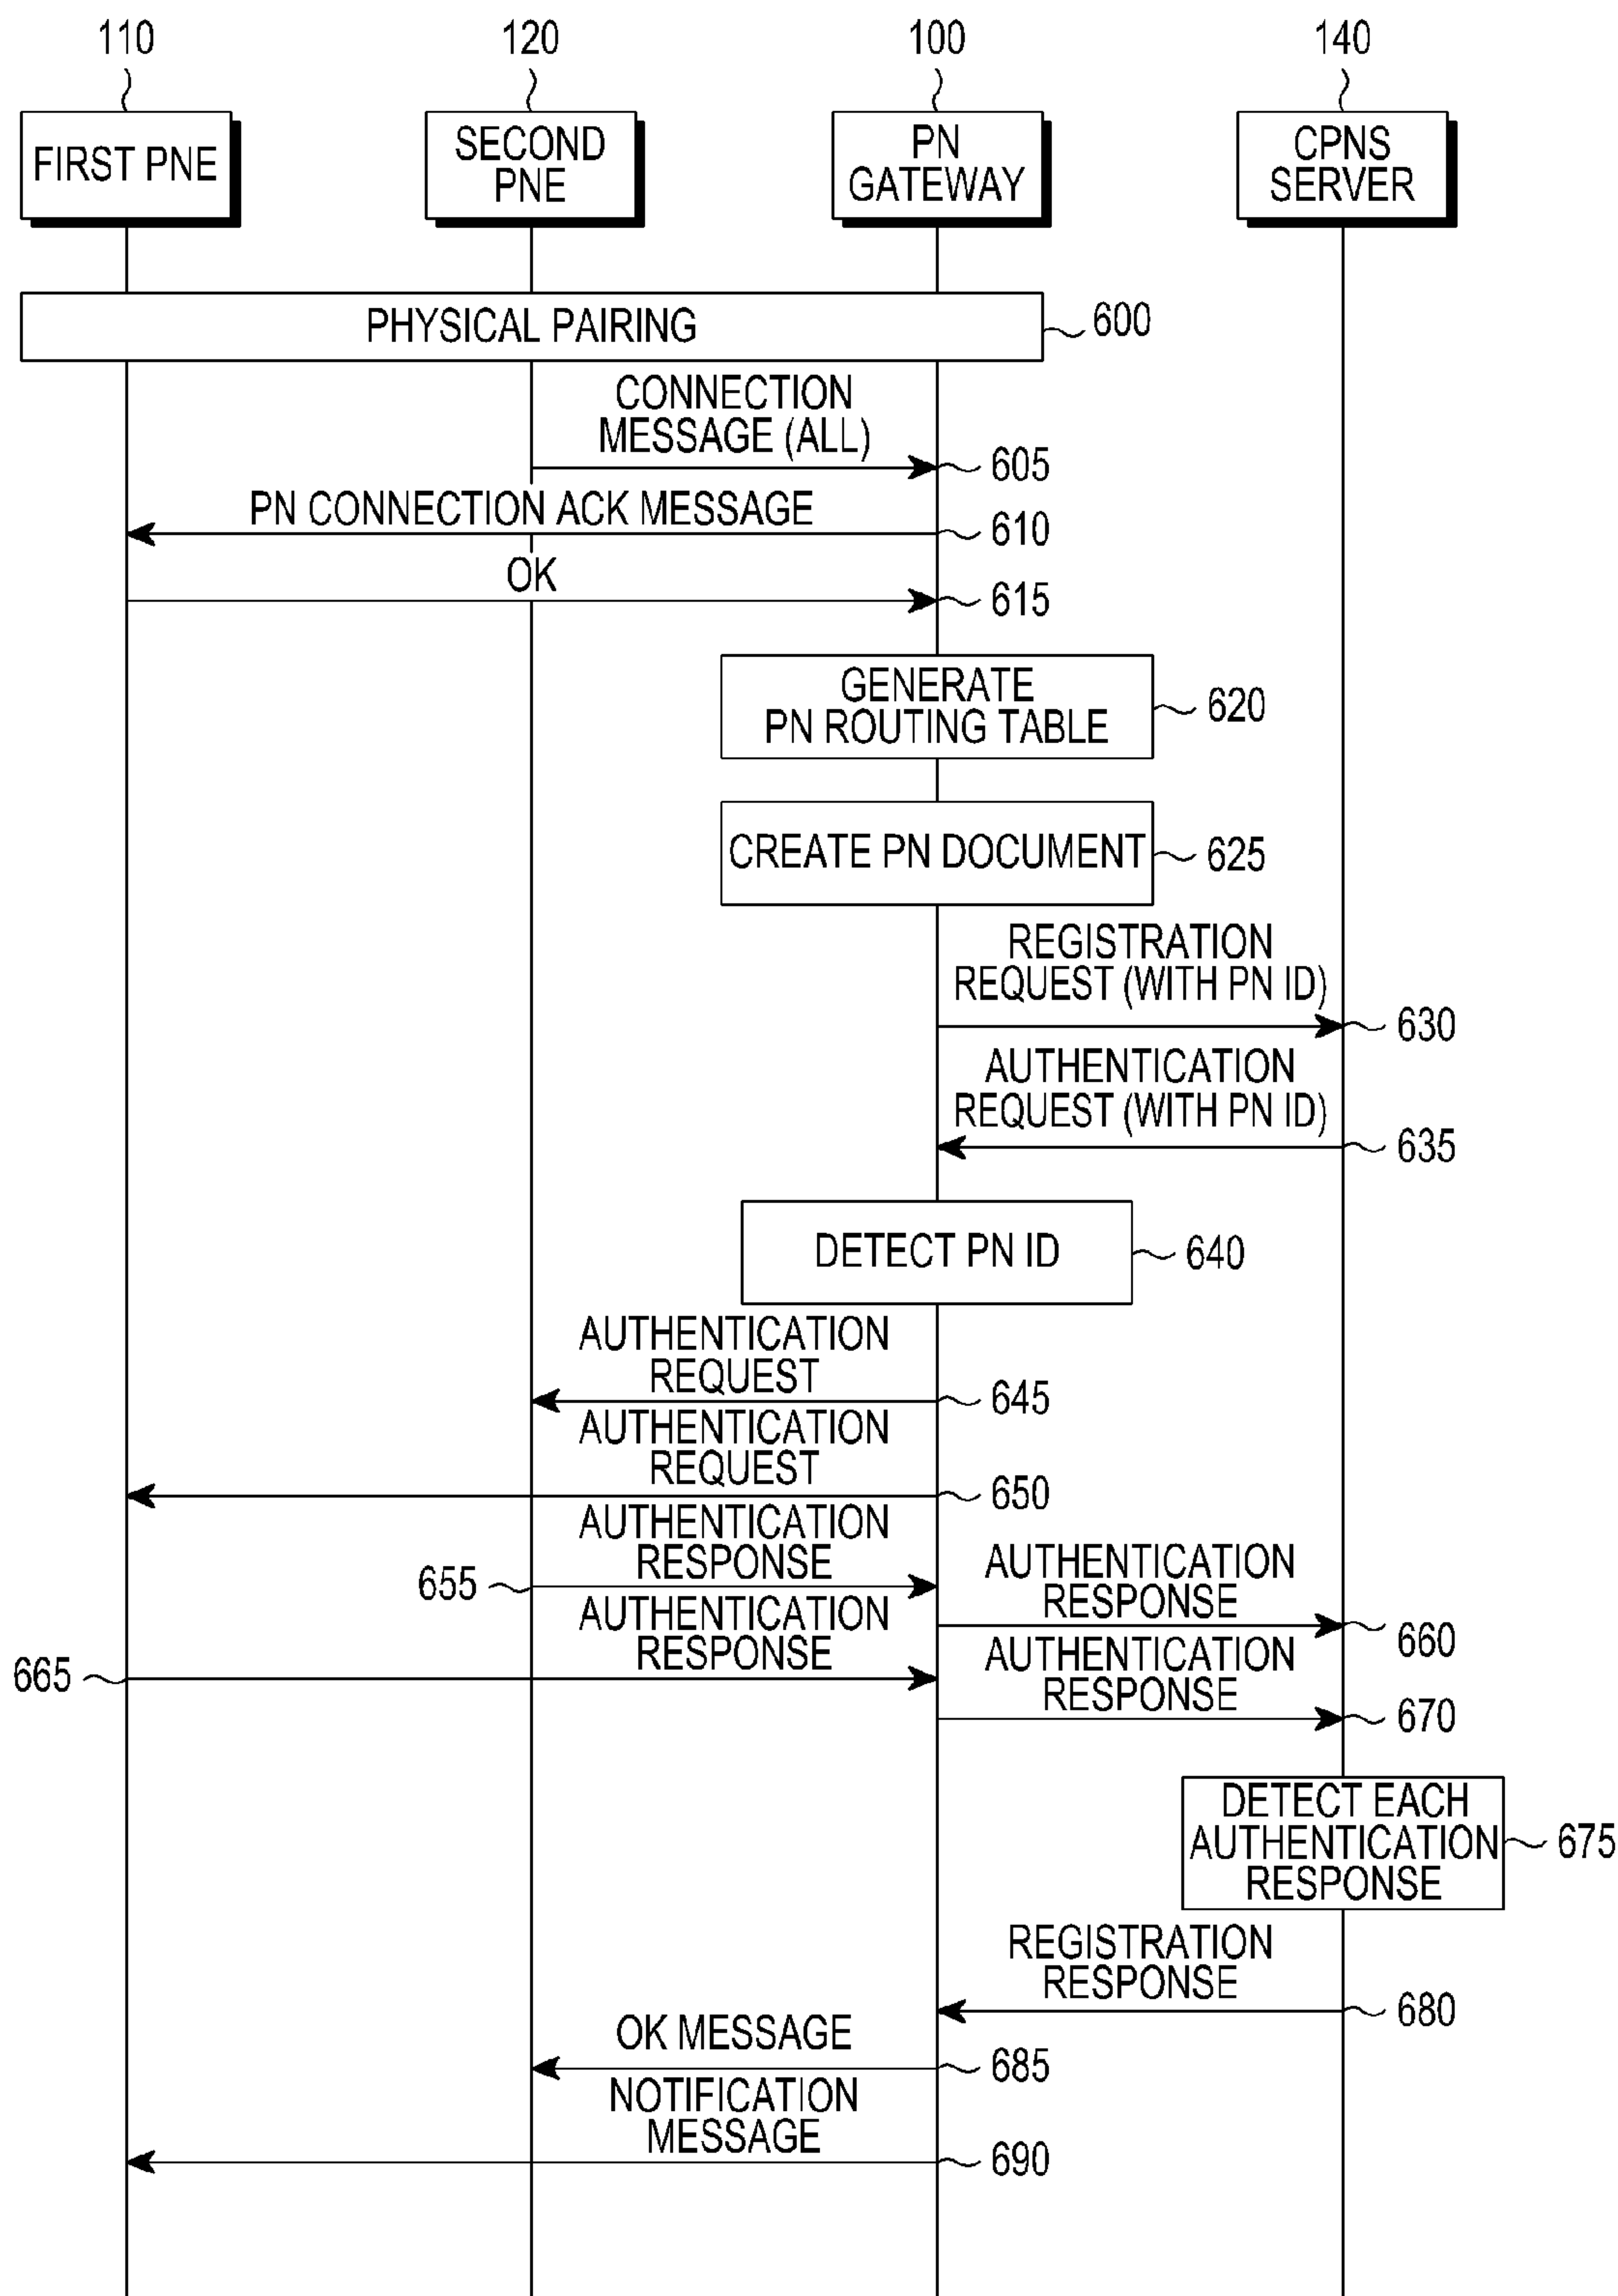 110
120
100
140
FIRST PNE
SECOND
PNE
PN
GATEWAY
CPNS
SERVER
PHYSICAL PAIRING
600
CONNECTION
MESSAGE (ALL)
605
PN CONNECTION ACK MESSAGE
610
OK
615
GENERATE
PN ROUTING TABLE
620
CREATE PN DOCUMENT
625
REGISTRATION
REQUEST (WITH PN ID)
630
AUTHENTICATION
REQUEST (WITH PN ID)
635
DETECT PN ID
640
AUTHENTICATION
REQUEST
645
AUTHENTICATION
REQUEST
650
AUTHENTICATION
RESPONSE
655
AUTHENTICATION
RESPONSE
660
AUTHENTICATION
RESPONSE
665
AUTHENTICATION
RESPONSE
670
DETECT EACH
AUTHENTICATION
RESPONSE
675
REGISTRATION
RESPONSE
680
OK MESSAGE
685
NOTIFICATION
MESSAGE
690